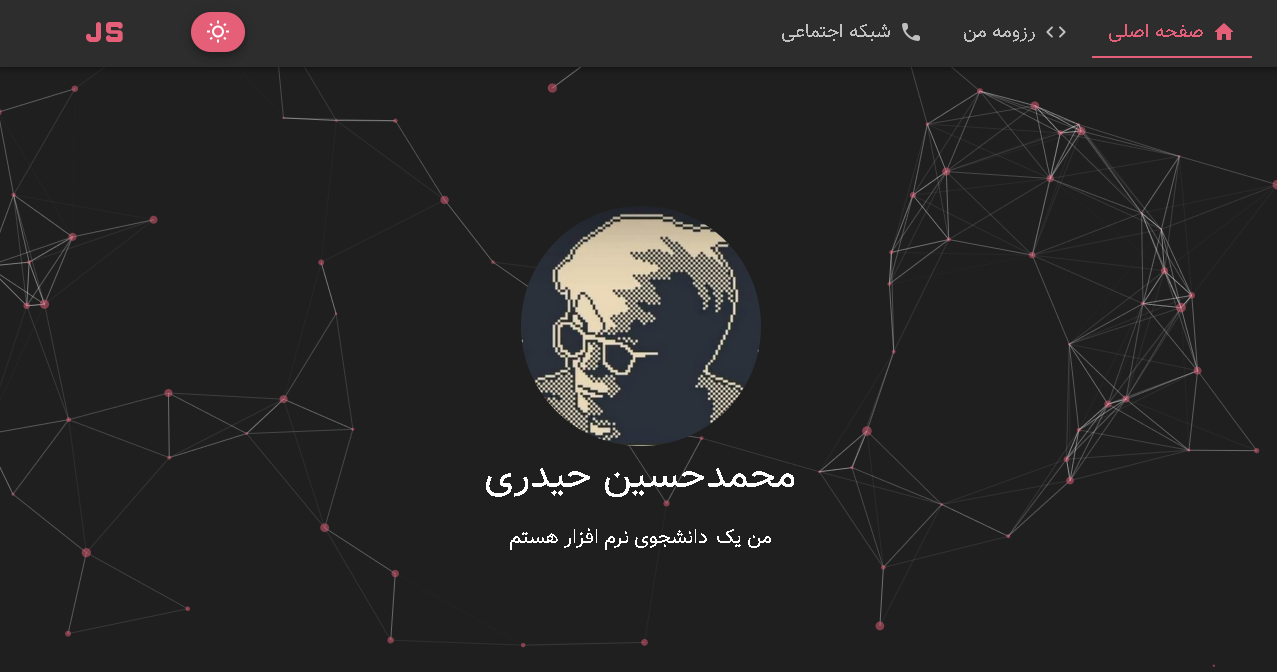 صفحه اصلی
رزومه من
شبکه اجتماعی
JS
محمدحسین حیدری
من یک دانشجوی نرم افزار هستم